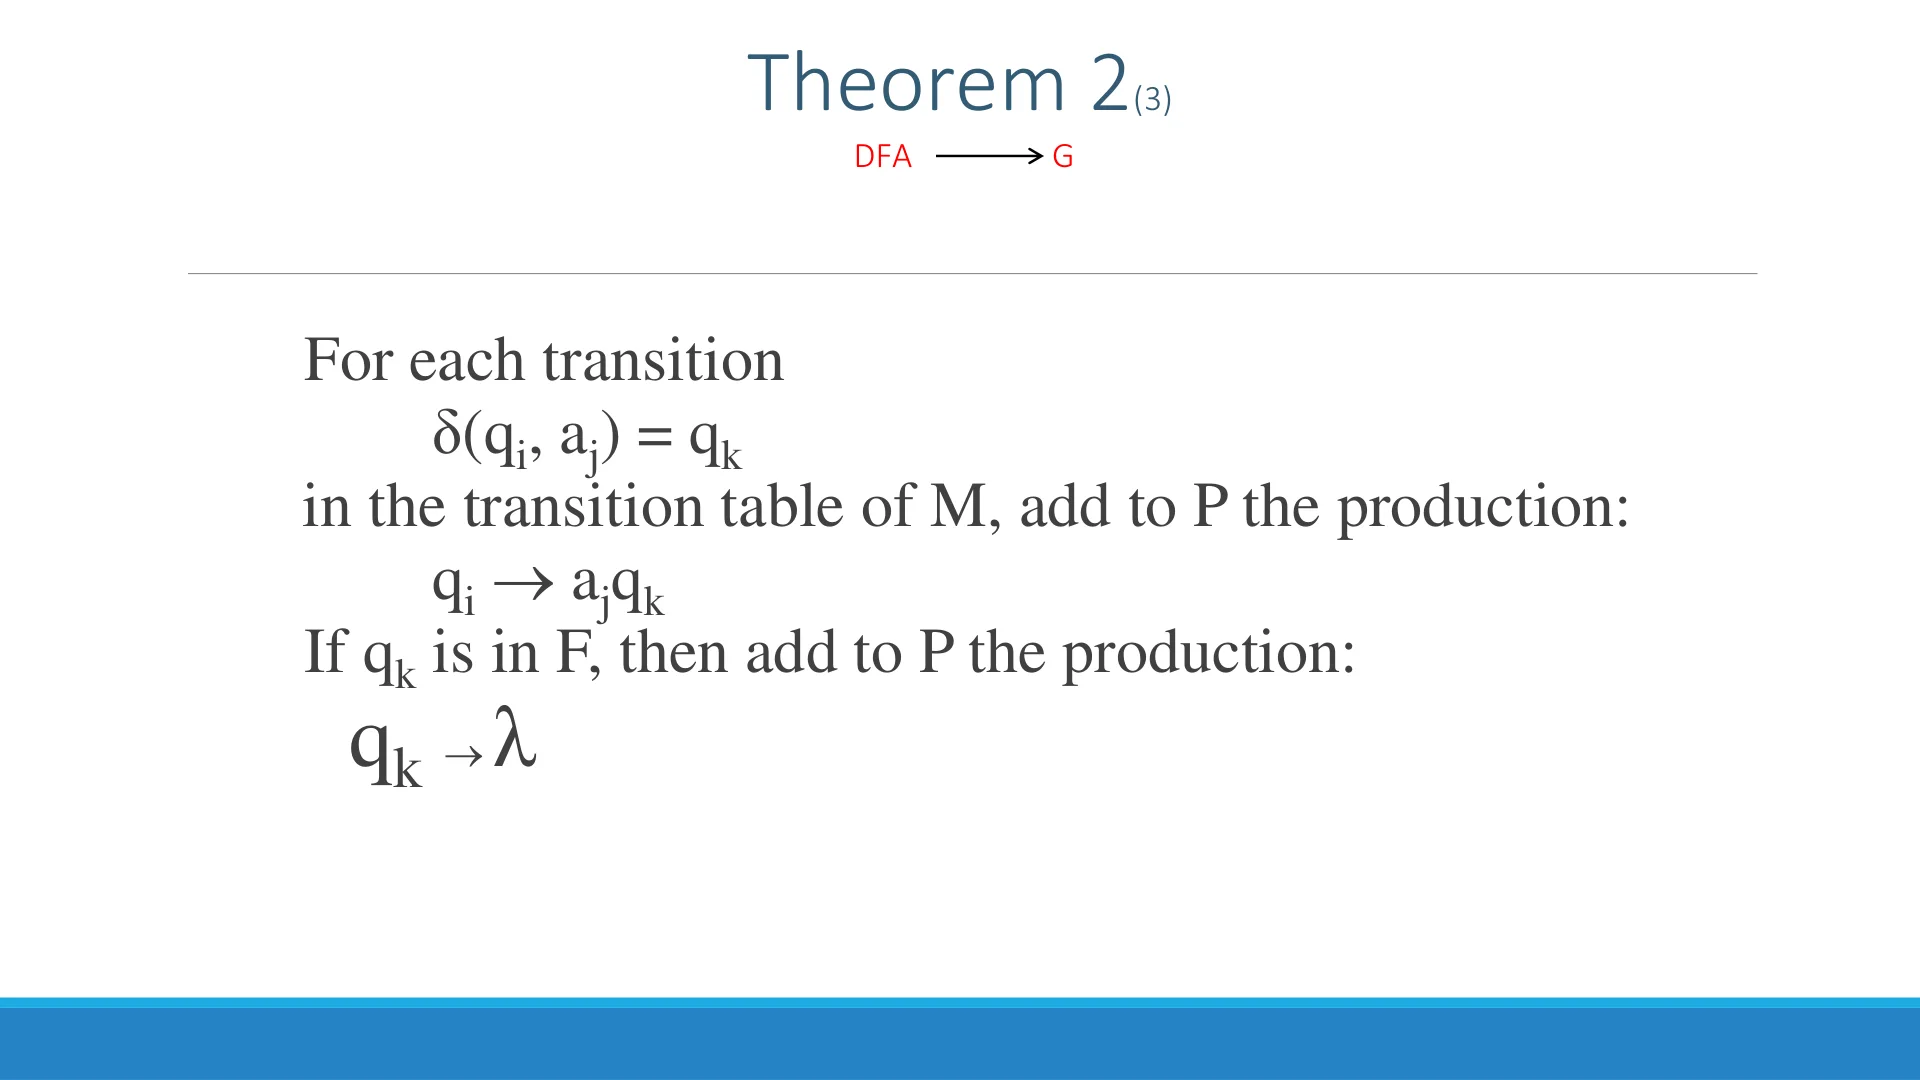 Theorem 2(3)
DFA ⟶ G
For each transition
δ(qᵢ, aⱼ) = qₖ
in the transition table of M, add to P the production:
qᵢ → aⱼqₖ
If qₖ is in F, then add to P the production:
qₖ → λ